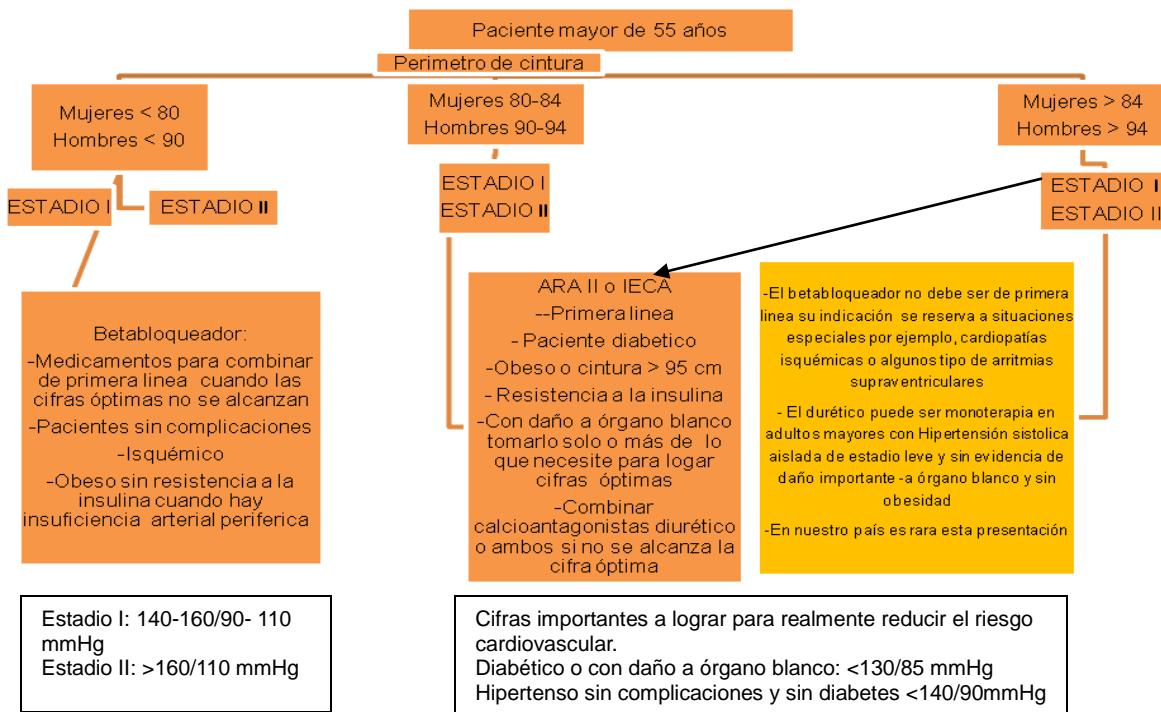 Paciente mayor de 55 años
Perimetro de cintura
Mujeres < 80
Hombres < 90
Mujeres 80-84
Hombres 90-94
Mujeres > 84
Hombres > 94
ESTADIO I
ESTADIO II
ESTADIO I
ESTADIO II
ESTADIO I
ESTADIO II
Betabloqueador:
-Medicamentos para combinar
de primera linea cuando las
cifras óptimas no se alcanzan
-Pacientes sin complicaciones
-Isquémico
-Obeso sin resistencia a la
insulina cuando hay
insuficiencia arterial periferica
ARA II o IECA
--Primera linea
- Paciente diabetico
-Obeso o cintura > 95 cm
- Resistencia a la insulina
-Con daño a órgano blanco
tomarlo solo o más de lo
que necesite para logar
cifras óptimas
-Combinar
calcioantagonistas diurético
o ambos si no se alcanza la
cifra óptima
-El betabloqueador no debe ser de primera
linea su indicación se reserva a situaciones
especiales por ejemplo, cardiopatías
isquémicas o algunos tipo de arritmias
supraventriculares
- El durético puede ser monoterapia en
adultos mayores con Hipertensión sistolica
aislada de estadio leve y sin evidencia de
daño importante -a órgano blanco y sin
obesidad
-En nuestro país es rara esta presentación
Estadio I: 140-160/90- 110
mmHg
Estadio II: >160/110 mmHg
Cifras importantes a lograr para realmente reducir el riesgo
cardiovascular.
Diabético o con daño a órgano blanco: <130/85 mmHg
Hipertenso sin complicaciones y sin diabetes <140/90mmHg